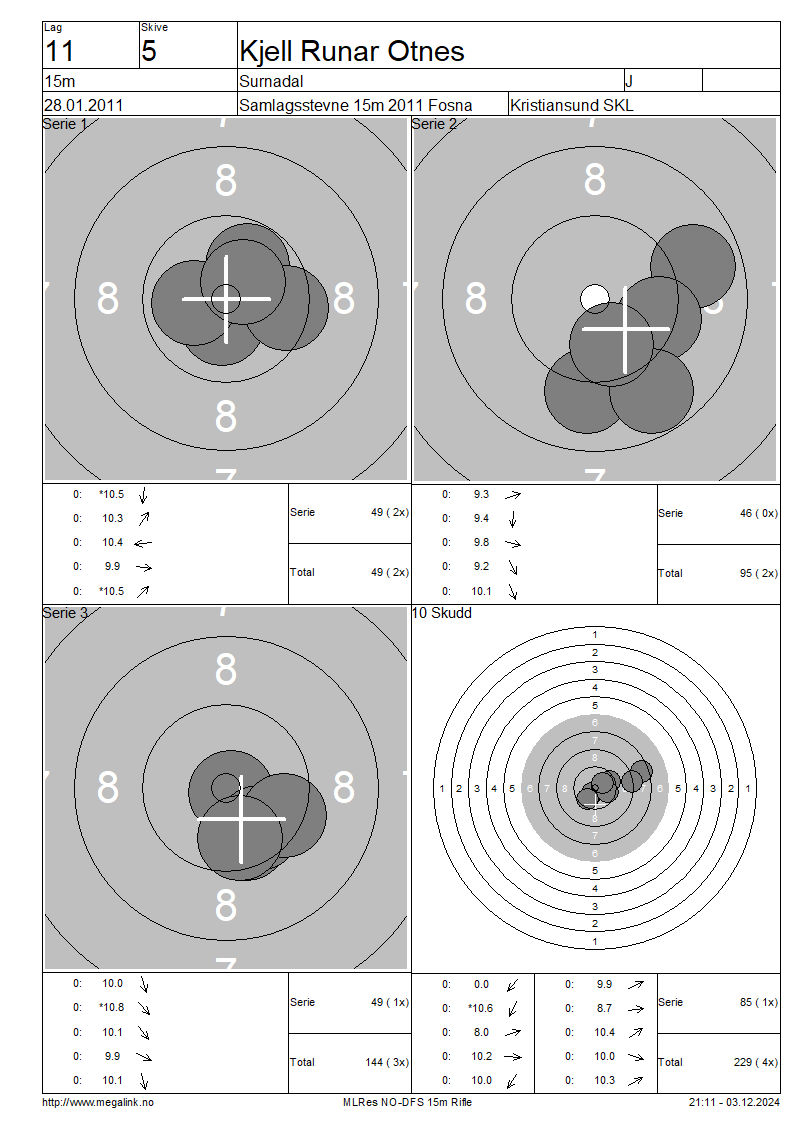 Lag
Skive
11
5
Kjell Runar Otnes
15m
Surnadal
J
28.01.2011
Samlagsstevne 15m 2011 Fosna
Kristiansund SKL
Serie 1
8
8 8
8
7
Serie 2
8
8
7
0: *10.5
0: 10.3
0: 10.4
0: 9.9
0: *10.5
Serie 49 ( 2x)
Total 49 ( 2x)
0: 9.3
0: 9.4
0: 9.8
0: 9.2
0: 10.1
Serie 46 ( 0x)
Total 95 ( 2x)
Serie 3
8
8 8
8
7
10 Skudd
1
2
3
4
5
6
7
8
1 2 3 4 5 6 7 8 7 6 5 4 3 2 1
8
7
6
5
4
3
2
1
0: 10.0
0: *10.8
0: 10.1
0: 9.9
0: 10.1
Serie 49 ( 1x)
Total 144 ( 3x)
0: 0.0
0: *10.6
0: 8.0
0: 10.2
0: 10.0
0: 9.9
0: 8.7
0: 10.4
0: 10.0
0: 10.3
Serie 85 ( 1x)
Total 229 ( 4x)
http://www.megalink.no
MLRes NO-DFS 15m Rifle
21:11 - 03.12.2024